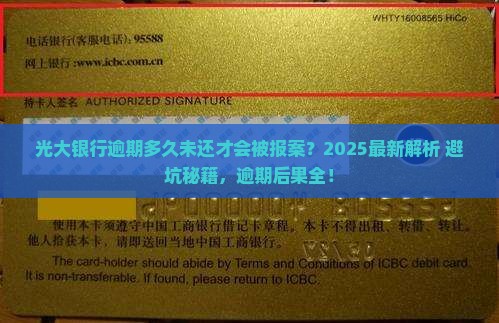 WHTY16008565 HiCo
电话银行(客服电话):95588
网上银行:www.icbc.com.cn
持卡人签名 AUTHORIZED SIGNATURE
光大银行逾期多久未还才会被报案？2025最新解析 避
坑秘籍，逾期后果全！
使用本卡须遵守中国工商银行借记卡章程。本卡不得出租、转借、转让。
他人拾获本卡，请即送回当地中国工商银行。
The card-holder should abide by Terms and Conditions of ICBC debit card.
It is non-transferable. If found, please return to ICBC.